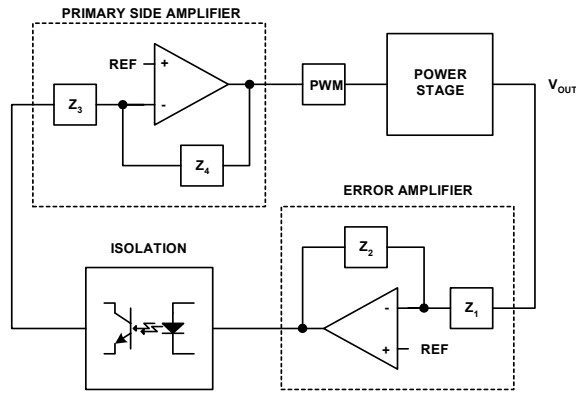 PRIMARY SIDE AMPLIFIER
REF
+
-
Z3
Z4
PWM
POWER
STAGE
VOUT
ERROR AMPLIFIER
ISOLATION
Z2
Z1
-
+
REF